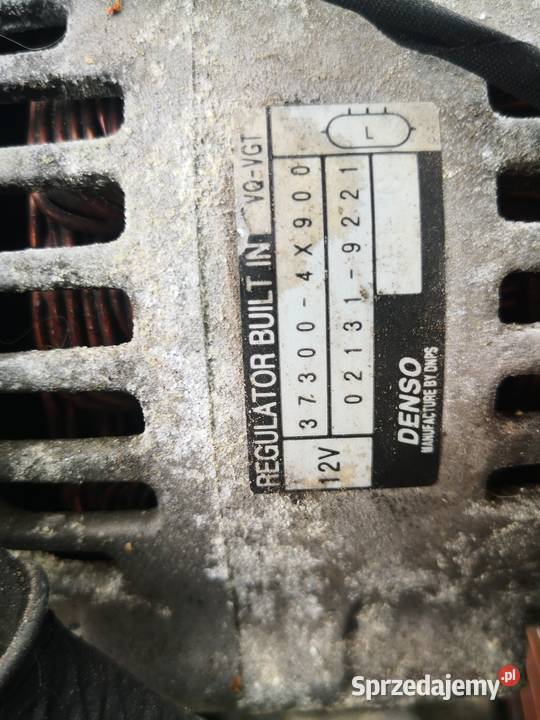 REGULATOR BUILT IN VQ-VGT
37300-4X900 L
12V 02131-9221
DENSO
MANUFACTURE BY DNPS
Sprzedajemy.pl